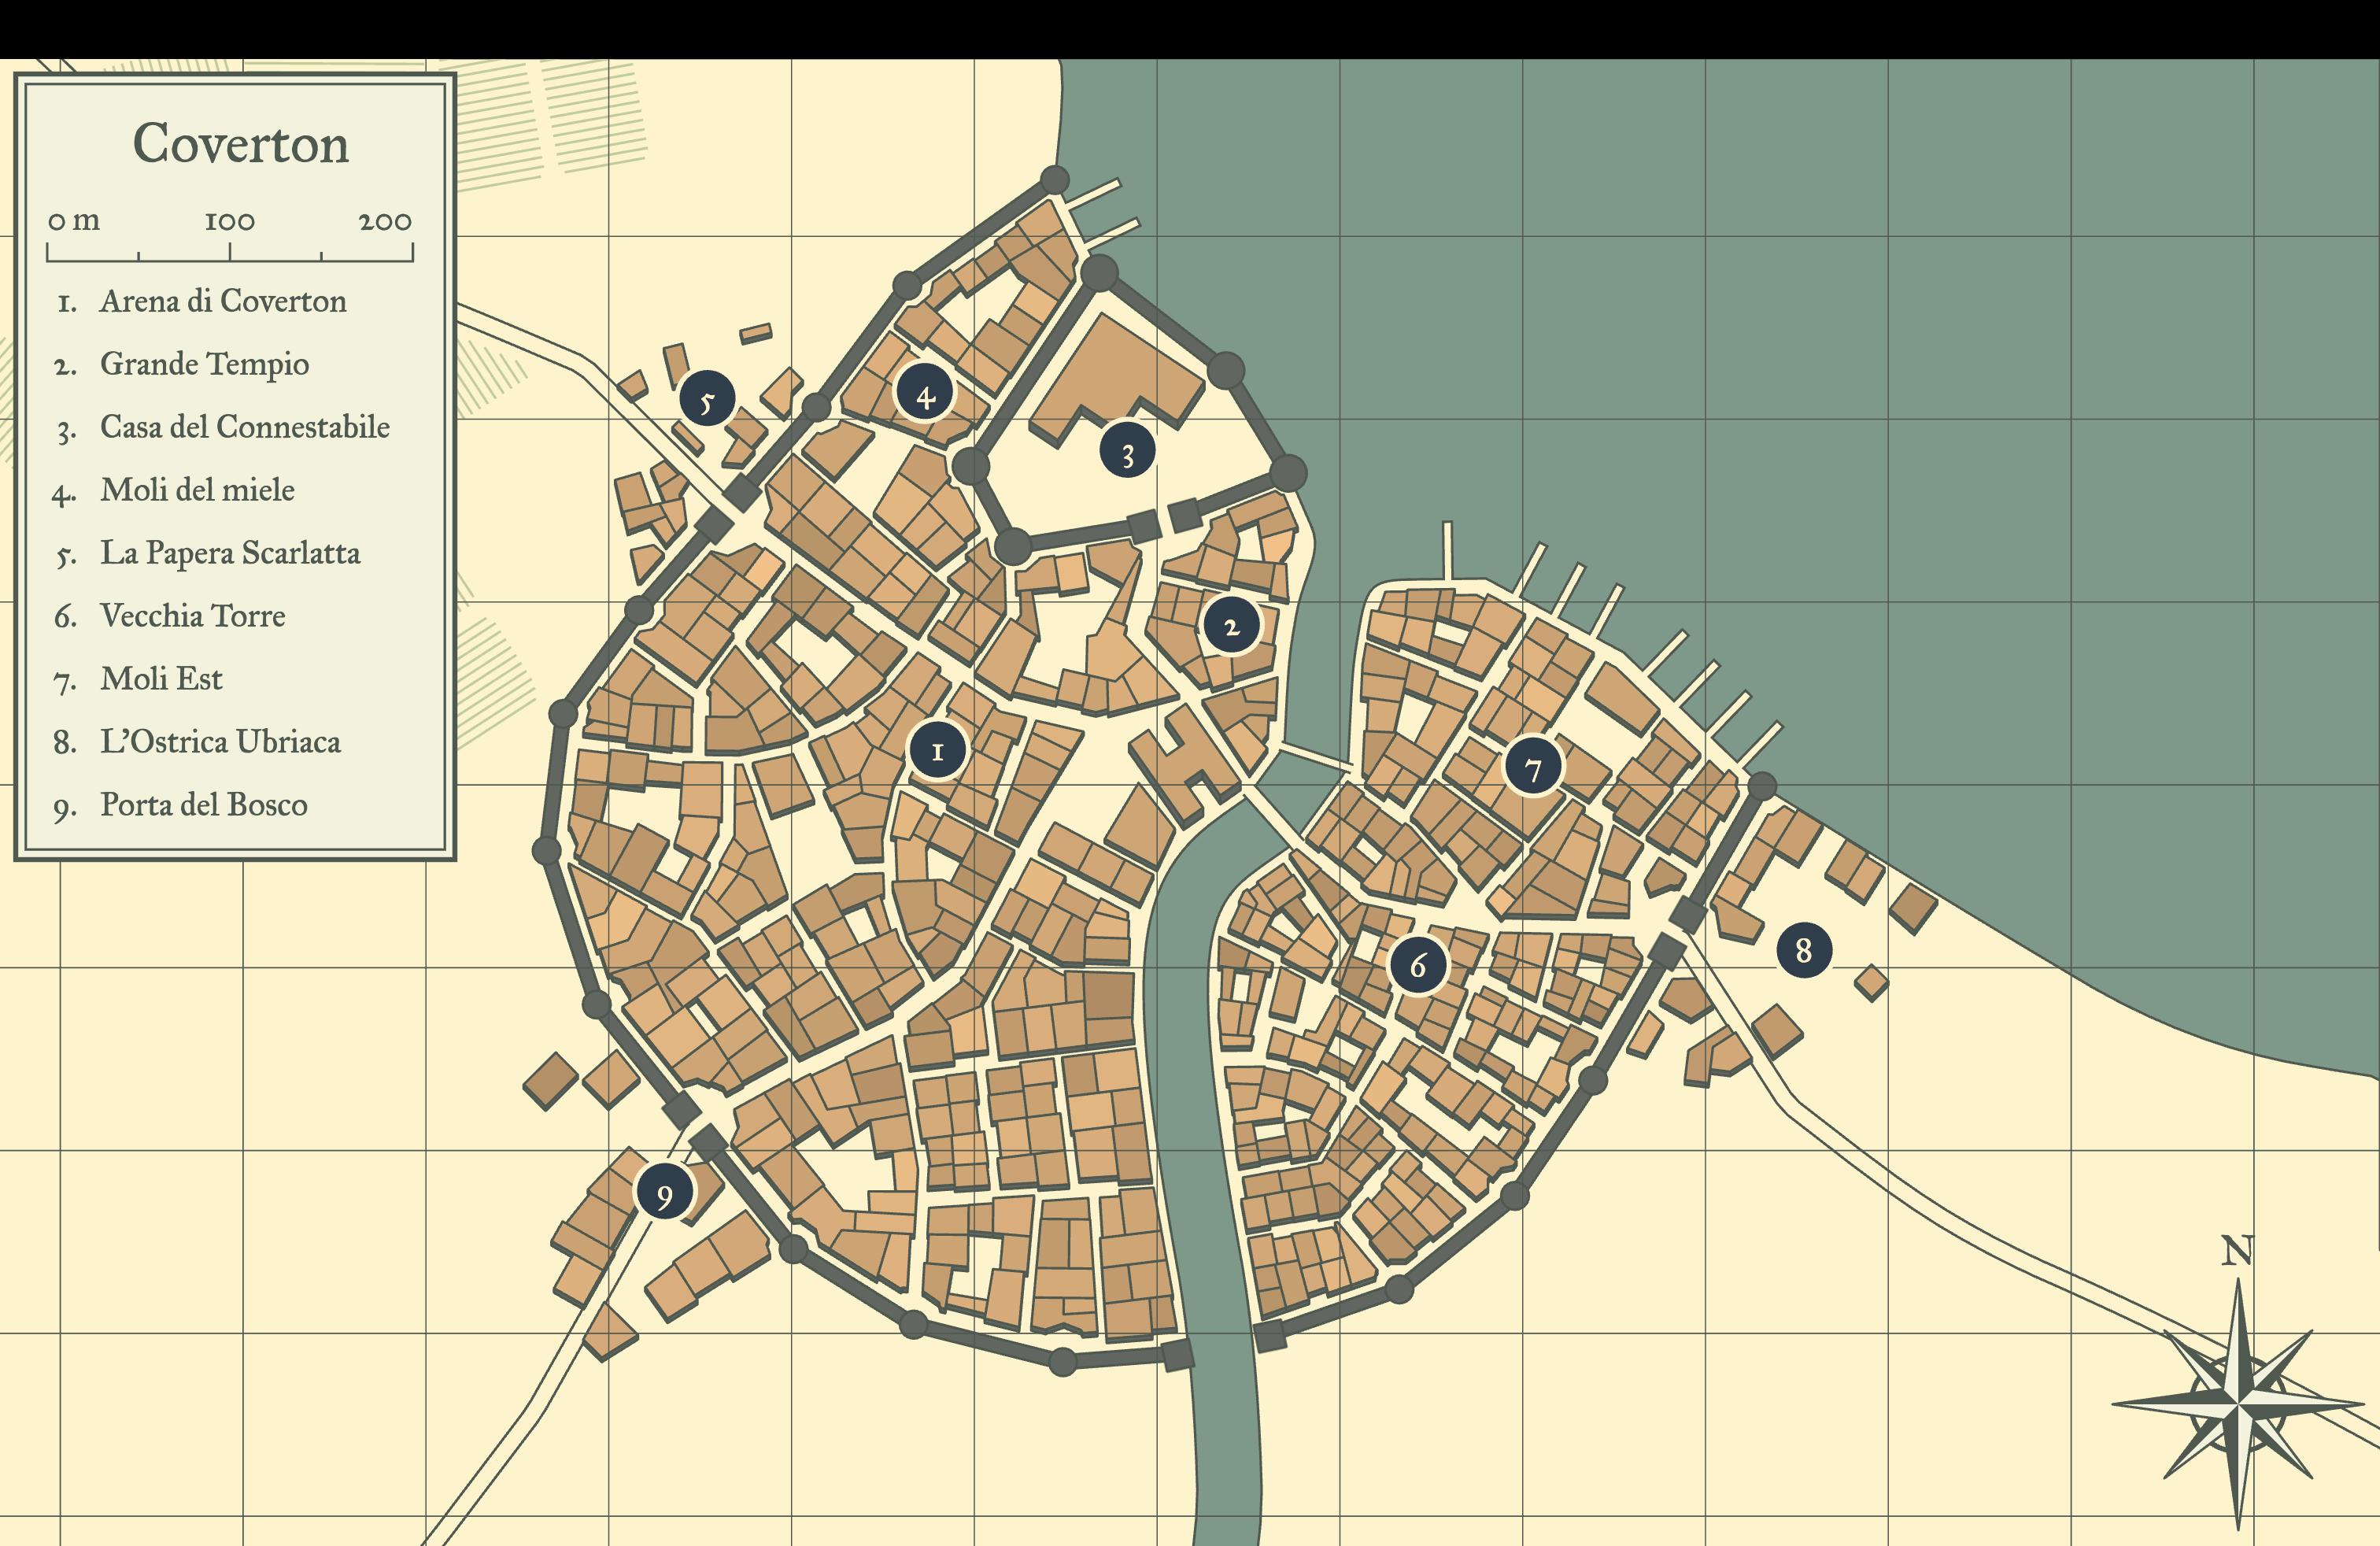 Coverton
0 m 100 200
1. Arena di Coverton
2. Grande Tempio
3. Casa del Connestabile
4. Moli del miele
5. La Papera Scarlatta
6. Vecchia Torre
7. Moli Est
8. L'Ostrica Ubriaca
9. Porta del Bosco
4
5
3
2
1
7
8
6
9
N